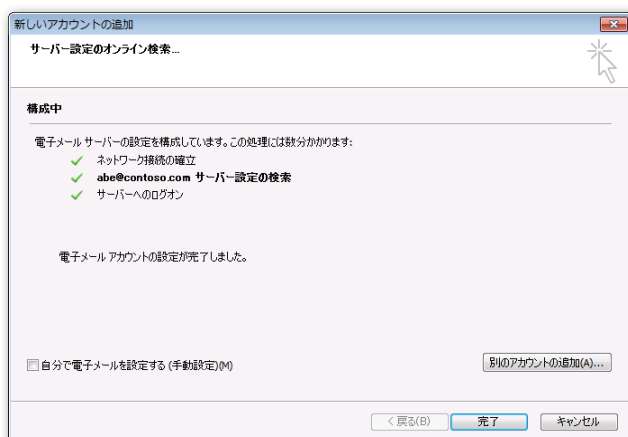 新しいアカウントの追加
サーバー設定のオンライン検索...
構成中
電子メール サーバーの設定を構成しています。この処理には数分かかります:
ネットワーク接続の確立
abe@contoso.com サーバー設定の検索
サーバーへのログオン
電子メール アカウントの設定が完了しました。
自分で電子メールを設定する (手動設定)(M)
別のアカウントの追加(A)...
< 戻る(B)
完了
キャンセル